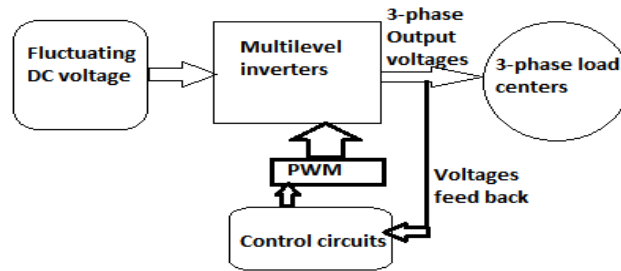 Fluctuating
DC voltage
Multilevel
inverters
3-phase
Output
voltages
3-phase load
centers
PWM
Voltages
feed back
Control circuits